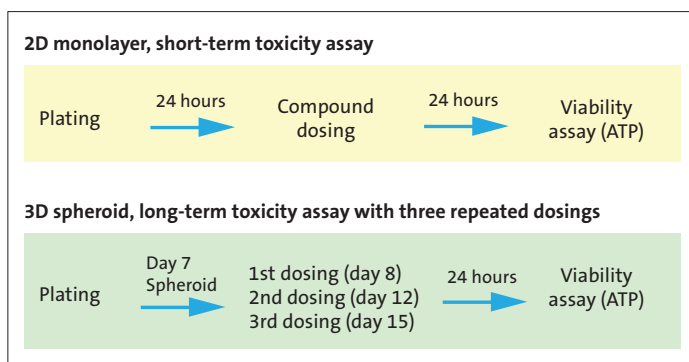 2D monolayer, short-term toxicity assay
Plating
24 hours
Compound
dosing
24 hours
Viability
assay (ATP)
3D spheroid, long-term toxicity assay with three repeated dosings
Plating
Day 7
Spheroid
1st dosing (day 8)
2nd dosing (day 12)
3rd dosing (day 15)
24 hours
Viability
assay (ATP)